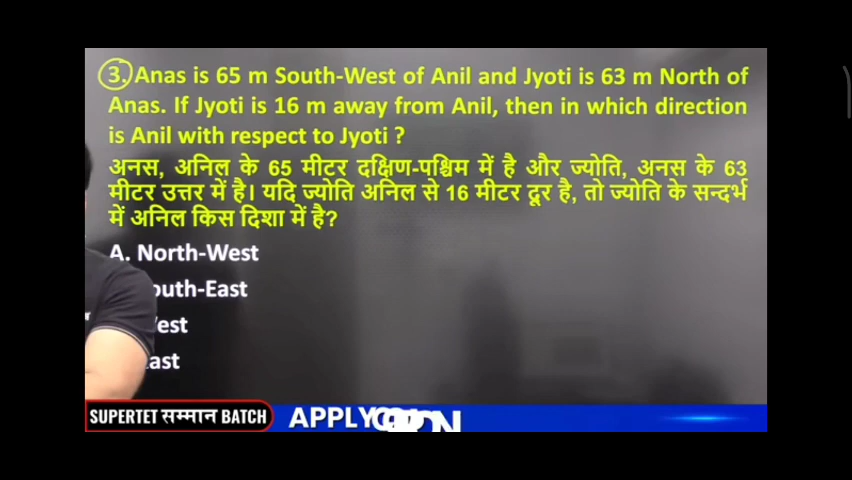 3. Anas is 65 m South-West of Anil and Jyoti is 63 m North of
Anas. If Jyoti is 16 m away from Anil, then in which direction
is Anil with respect to Jyoti ?
अनस, अनिल के 65 मीटर दक्षिण-पश्चिम में है और ज्योति, अनस के 63
मीटर उत्तर में है। यदि ज्योति अनिल से 16 मीटर दूर है, तो ज्योति के सन्दर्भ
में अनिल किस दिशा में है?
A. North-West
outh-East
est
ast
SUPERTET सम्मान BATCH
APPLY